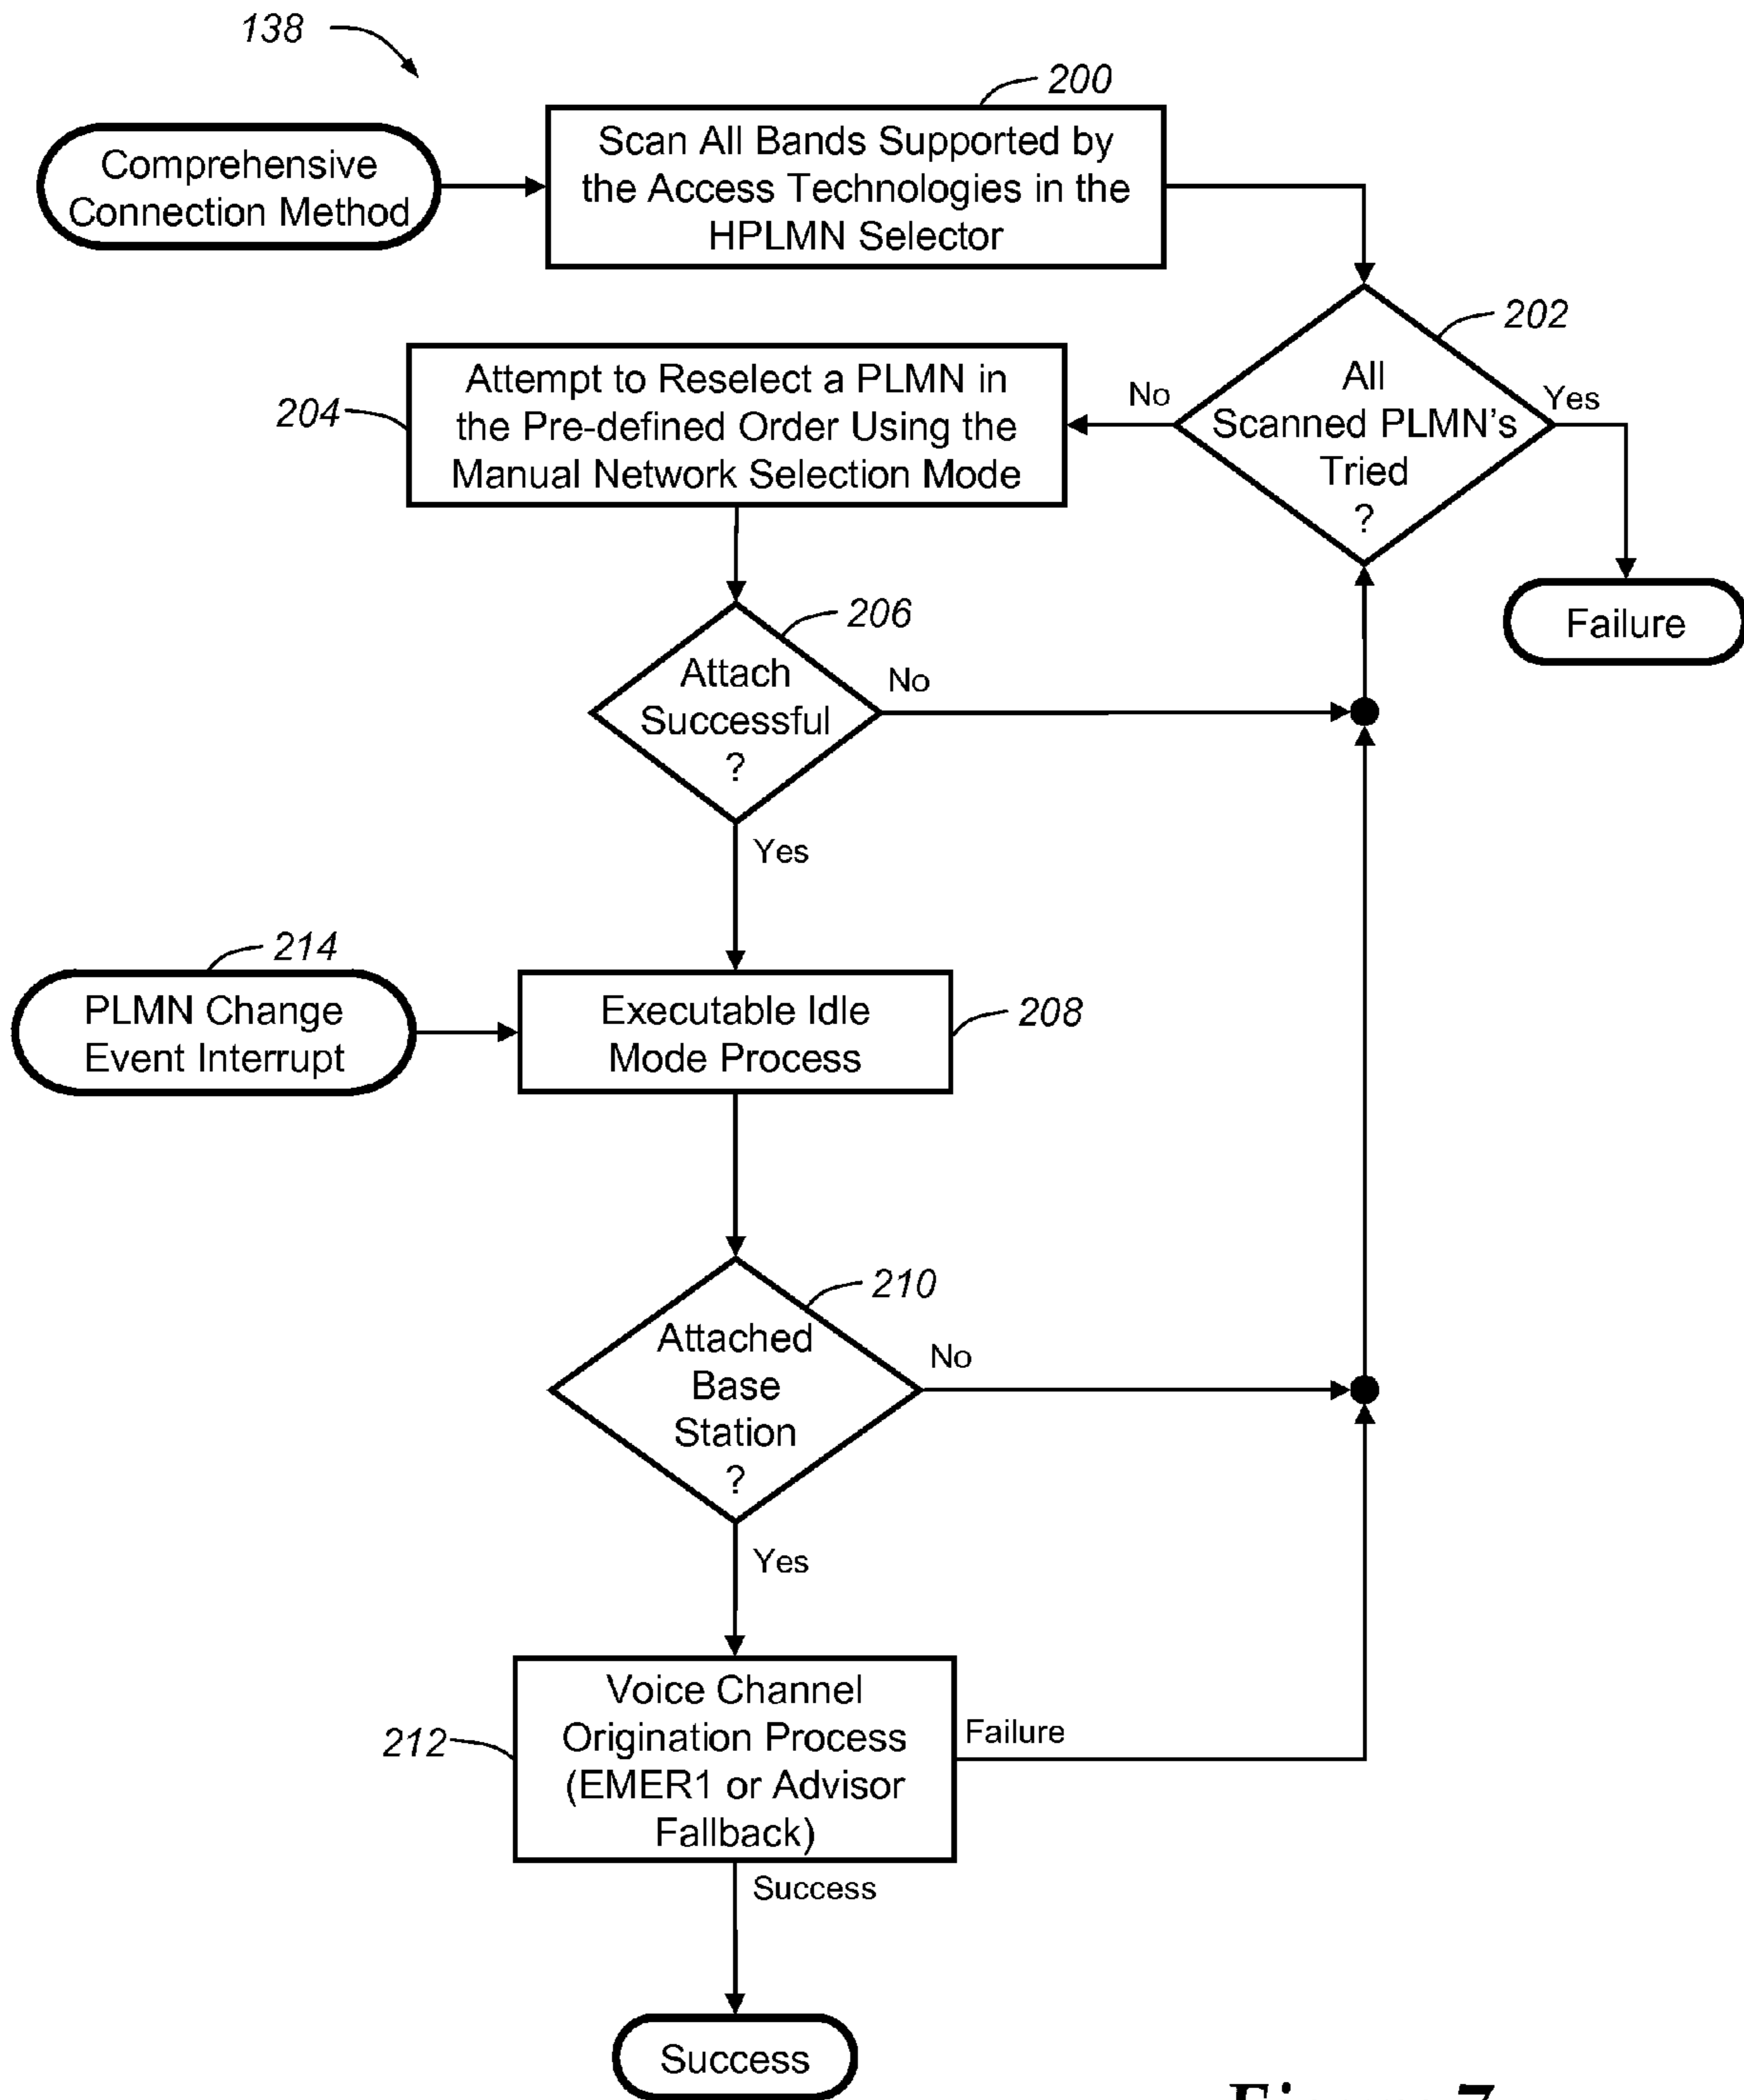 138
200
Comprehensive
Connection Method
Scan All Bands Supported by
the Access Technologies in the
HPLMN Selector
202
204
Attempt to Reselect a PLMN in
the Pre-defined Order Using the
Manual Network Selection Mode
No
All
Scanned PLMN's
Tried
?
Yes
Failure
206
Attach
Successful
?
No
Yes
214
PLMN Change
Event Interrupt
Executable Idle
Mode Process
208
210
Attached
Base
Station
?
No
Yes
212
Voice Channel
Origination Process
(EMER1 or Advisor
Fallback)
Failure
Success
Success